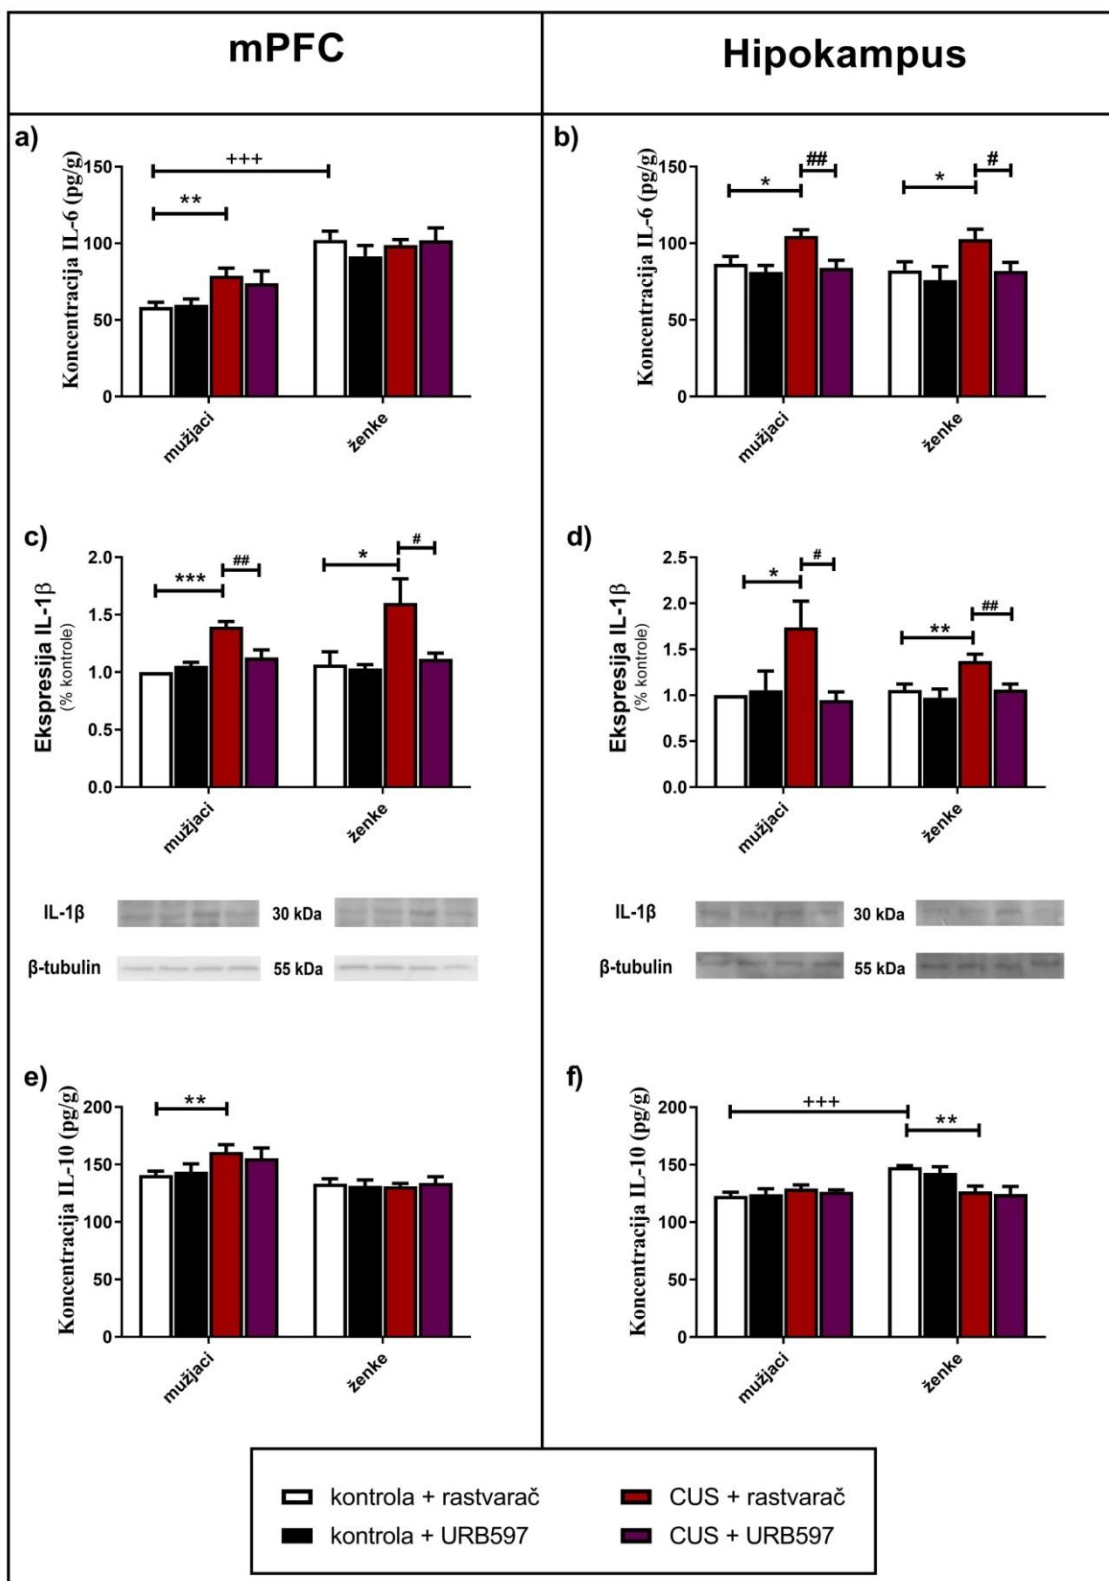 mPFC
Hipokampus
a)
Koncentracija IL-6 (pg/g)
150
100
50
0
+++
**
mužjaci
ženke
b)
Koncentracija IL-6 (pg/g)
150
100
50
0
*
##
*
#
mužjaci
ženke
c)
Ekspresija IL-1β
(% kontrole)
2.0
1.5
1.0
0.5
0.0
***
##
*
#
mužjaci
ženke
d)
Ekspresija IL-1β
(% kontrole)
2.5
2.0
1.5
1.0
0.5
0.0
*
#
**
##
mužjaci
ženke
IL-1β 30 kDa
β-tubulin 55 kDa
IL-1β 30 kDa
β-tubulin 55 kDa
e)
Koncentracija IL-10 (pg/g)
200
150
100
50
0
**
mužjaci
ženke
f)
Koncentracija IL-10 (pg/g)
200
150
100
50
0
+++
**
mužjaci
ženke
kontrola + rastvarač
CUS + rastvarač
kontrola + URB597
CUS + URB597